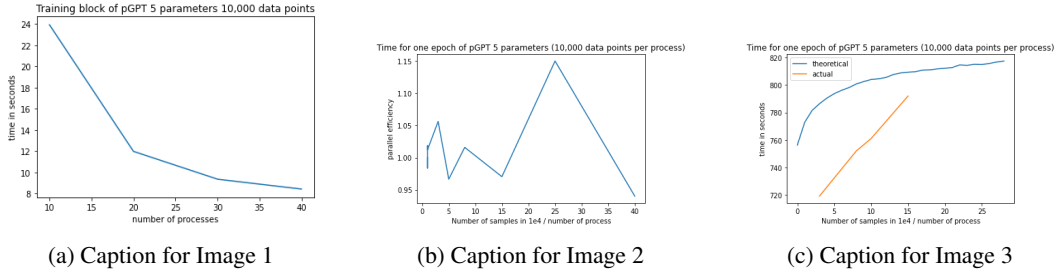 Training block of pGPT 5 parameters 10,000 data points
24
22
20
18
16
14
12
10
8
time in seconds
10 15 20 25 30 35 40
number of processes
(a) Caption for Image 1
Time for one epoch of pGPT 5 parameters (10,000 data points per process)
1.15
1.10
1.05
1.00
0.95
parallel efficiency
0 5 10 15 20 25 30 35 40
Number of samples in 1e4 / number of process
(b) Caption for Image 2
Time for one epoch of pGPT 5 parameters (10,000 data points per process)
820
800
780
760
740
720
time in seconds
theoretical
actual
0 5 10 15 20 25
Number of samples in 1e4 / number of process
(c) Caption for Image 3